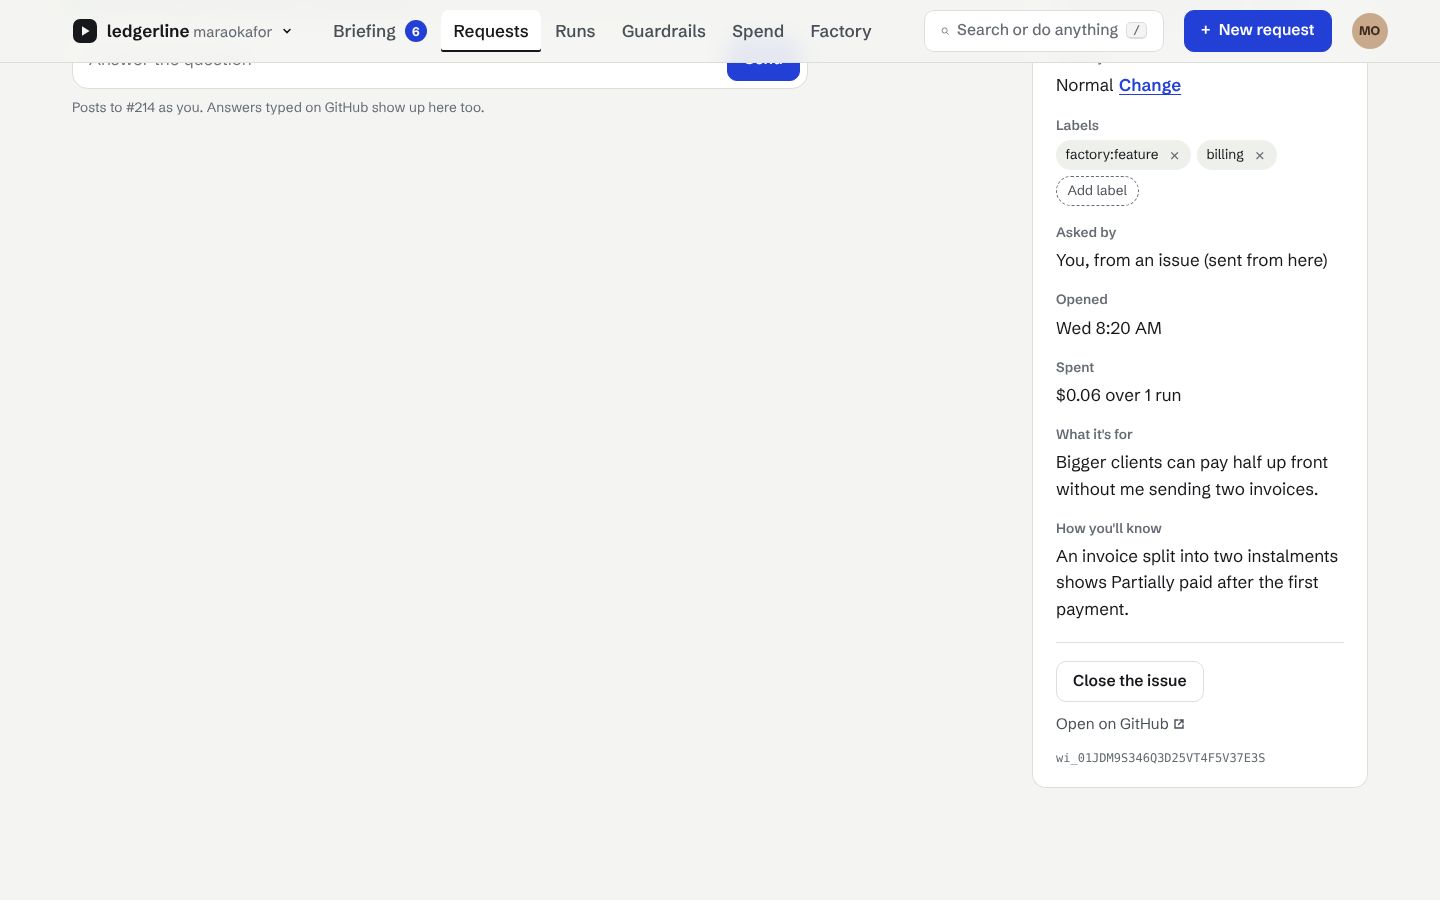 ledgerline maraokafor
Briefing 6
Requests
Runs
Guardrails
Spend
Factory
Search or do anything /
+ New request
MO
Posts to #214 as you. Answers typed on GitHub show up here too.
Normal Change
Labels
factory:feature ×
billing ×
Add label
Asked by
You, from an issue (sent from here)
Opened
Wed 8:20 AM
Spent
$0.06 over 1 run
What it's for
Bigger clients can pay half up front
without me sending two invoices.
How you'll know
An invoice split into two instalments
shows Partially paid after the first
payment.
Close the issue
Open on GitHub
wi_01JDM9S346Q3D25VT4F5V37E3S